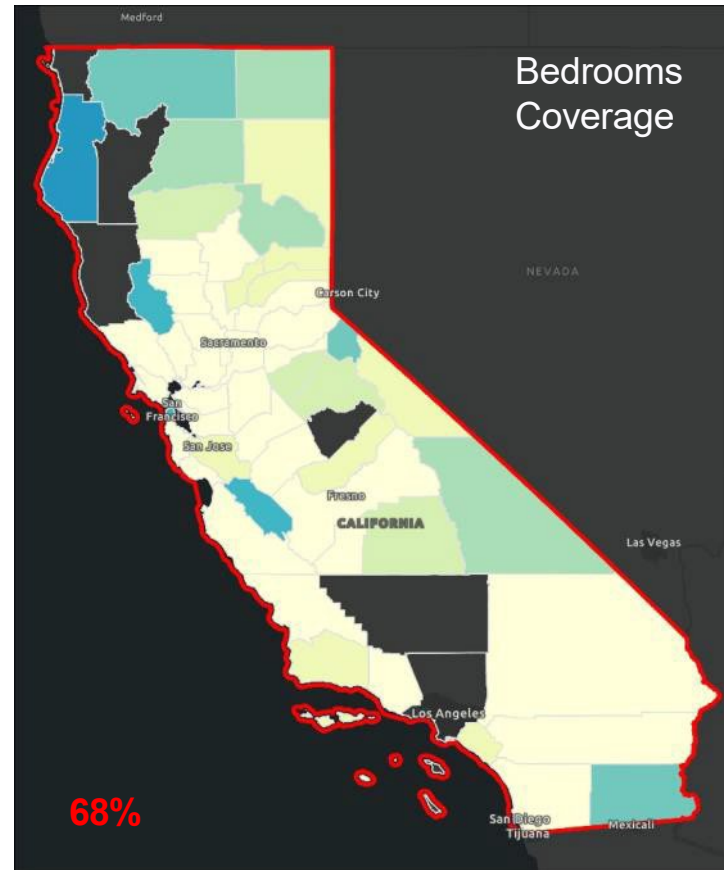 Medford
Bedrooms
Coverage
NEVADA
Carson City
Sacramento
San
Francisco
San Jose
Fresno
CALIFORNIA
Las Vegas
Los Angeles
68%
San Diego
Tijuana
Mexicali